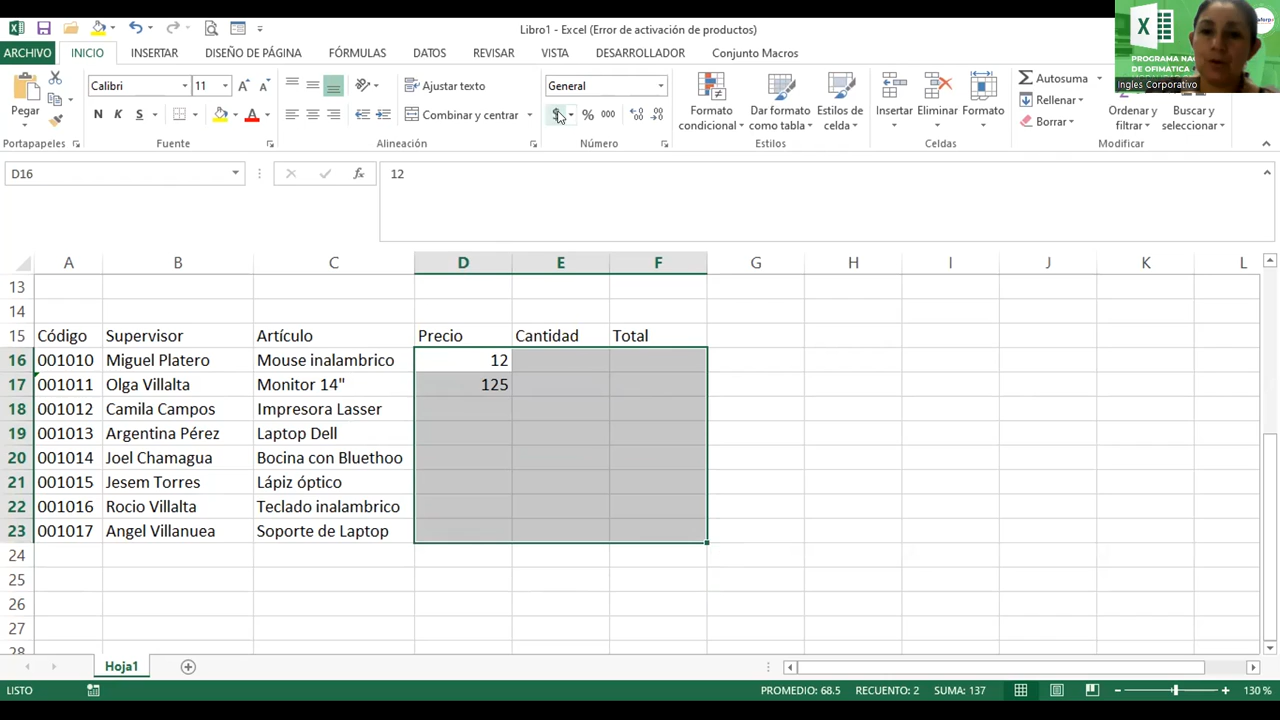 Libro1 - Excel (Error de activación de productos)
ARCHIVO INICIO INSERTAR DISEÑO DE PÁGINA FÓRMULAS DATOS REVISAR VISTA DESARROLLADOR Conjunto Macros
PROGRAMA NA
DE OFIMÁTICA
Ingles Corporativo
Pegar
Calibri 11
N K S
Ajustar texto
Combinar y centrar
General
$ % 000
Formato condicional
Dar formato como tabla
Estilos de celda
Insertar Eliminar Formato
Autosuma
Rellenar
Borrar
Ordenar y filtrar
Buscar y seleccionar
Portapapeles Fuente Alineación Número Estilos Celdas Modificar
D16 fx 12
A B C D E F G H I J K L
13
14
15 Código Supervisor Artículo Precio Cantidad Total
16 001010 Miguel Platero Mouse inalambrico 12
17 001011 Olga Villalta Monitor 14" 125
18 001012 Camila Campos Impresora Lasser
19 001013 Argentina Pérez Laptop Dell
20 001014 Joel Chamagua Bocina con Bluethoo
21 001015 Jesem Torres Lápiz óptico
22 001016 Rocio Villalta Teclado inalambrico
23 001017 Angel Villanuea Soporte de Laptop
24
25
26
27
28
Hoja1
LISTO PROMEDIO: 68.5 RECUENTO: 2 SUMA: 137 130 %